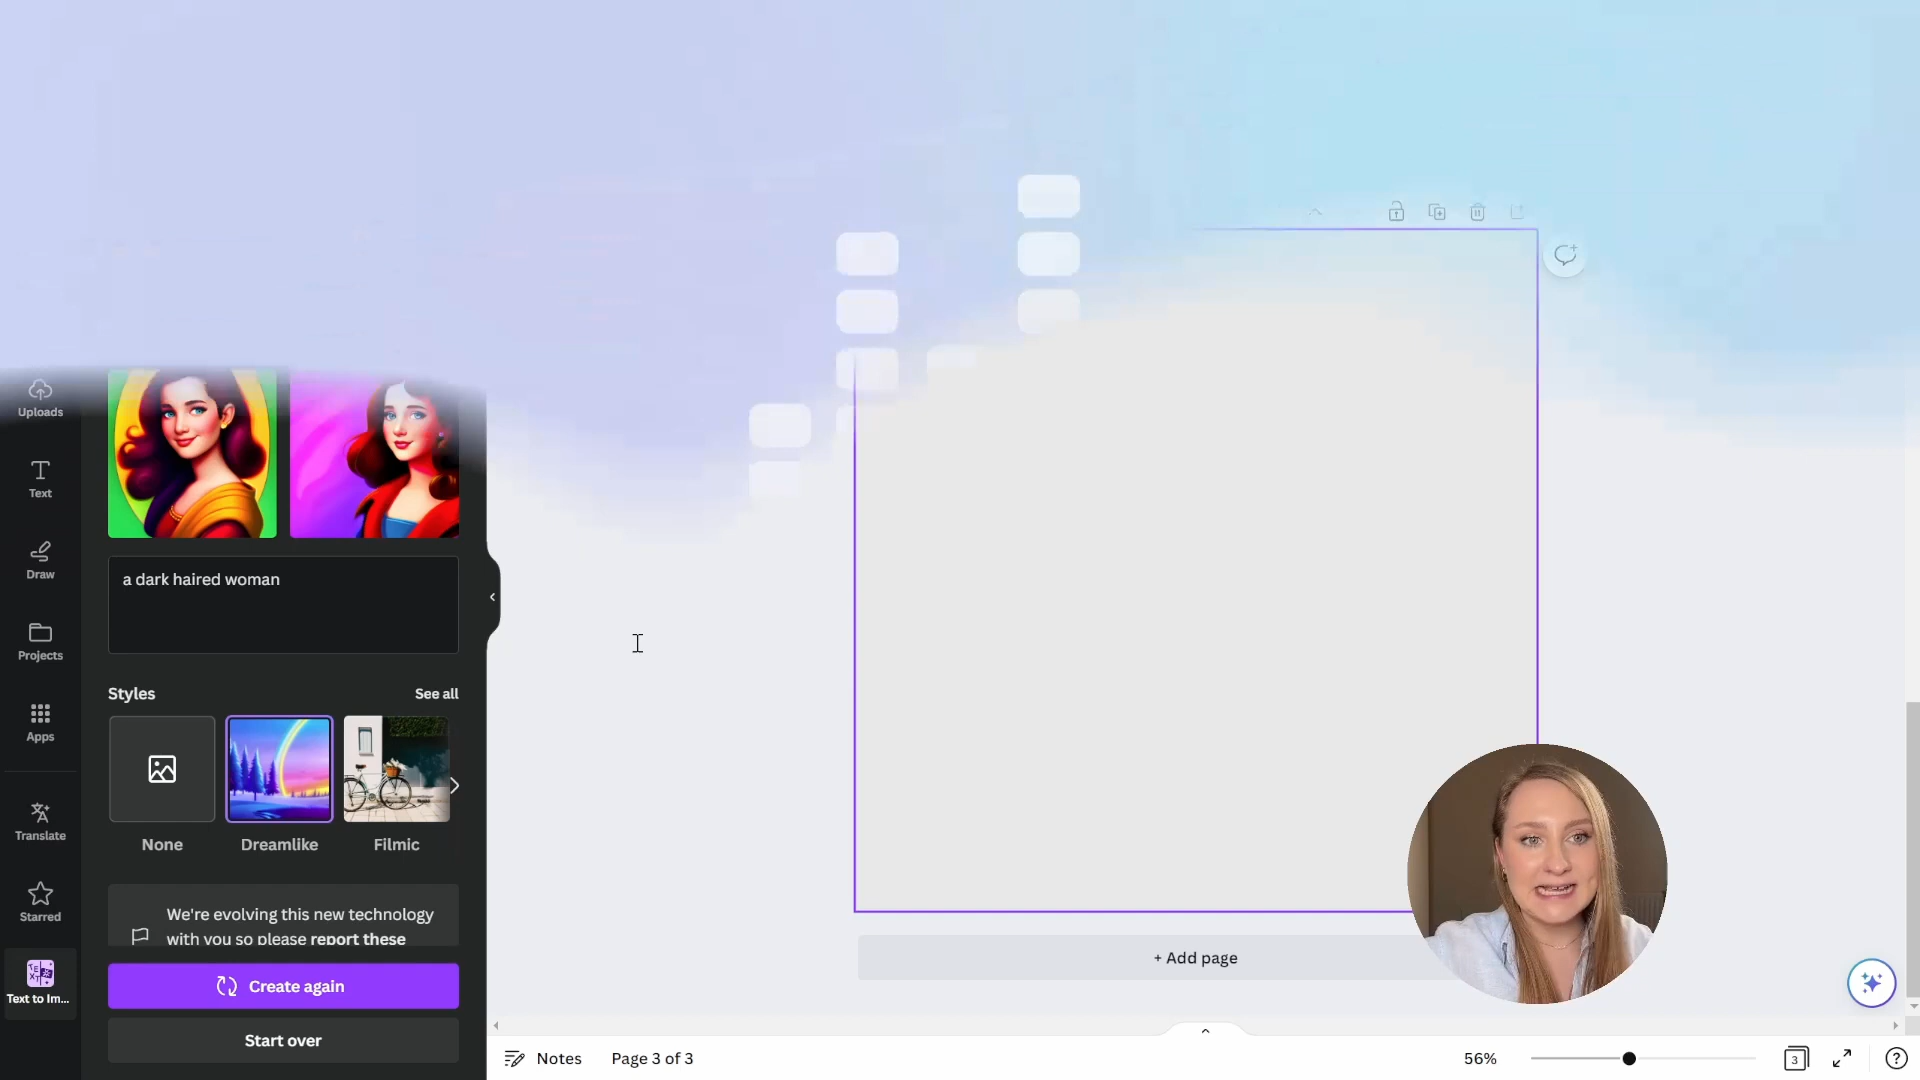 Uploads
Text
Draw
Projects
Apps
Translate
Starred
Text to Im...
a dark haired woman
Styles
See all
None
Dreamlike
Filmic
We're evolving this new technology
with you so please report these
Create again
Start over
+ Add page
Notes
Page 3 of 3
56%
3